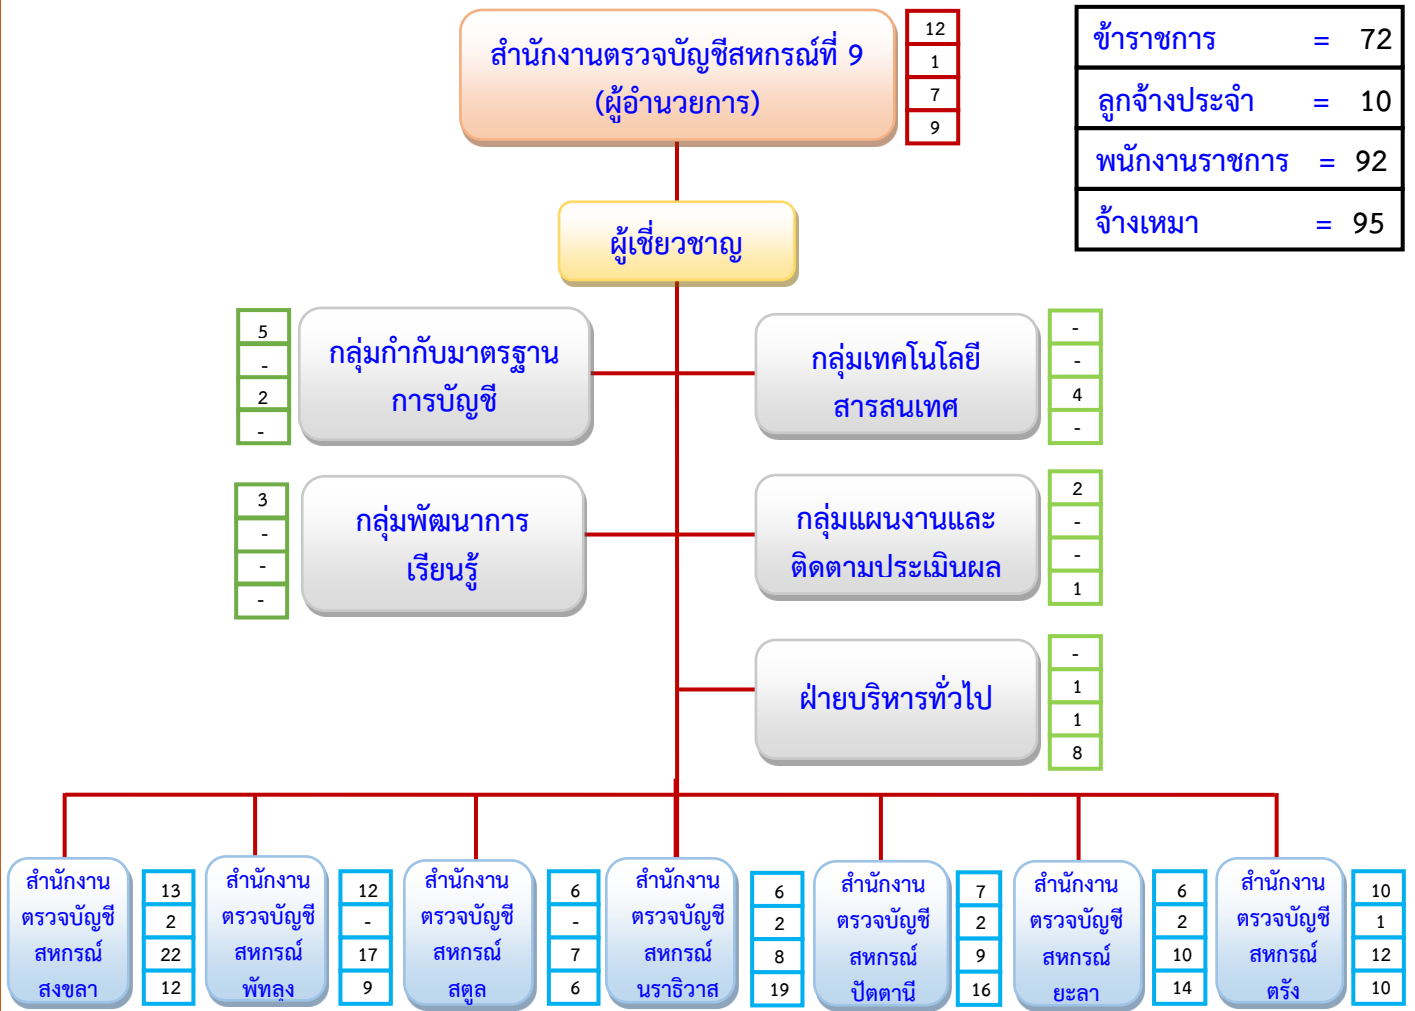 สำนักงานตรวจบัญชีสหกรณ์ที่ 9
(ผู้อำนวยการ)
12
1
7
9
ข้าราชการ = 72
ลูกจ้างประจำ = 10
พนักงานราชการ = 92
จ้างเหมา = 95
ผู้เชี่ยวชาญ
5
-
2
-
กลุ่มกำกับมาตรฐาน
การบัญชี
กลุ่มเทคโนโลยี
สารสนเทศ
-
-
4
-
3
-
-
-
กลุ่มพัฒนาการ
เรียนรู้
กลุ่มแผนงานและ
ติดตามประเมินผล
2
-
-
1
ฝ่ายบริหารทั่วไป
-
1
1
8
สำนักงาน
ตรวจบัญชี
สหกรณ์
สงขลา
13
2
22
12
สำนักงาน
ตรวจบัญชี
สหกรณ์
พัทลุง
12
-
17
9
สำนักงาน
ตรวจบัญชี
สหกรณ์
สตูล
6
-
7
6
สำนักงาน
ตรวจบัญชี
สหกรณ์
นราธิวาส
6
2
8
19
สำนักงาน
ตรวจบัญชี
สหกรณ์
ปัตตานี
7
2
9
16
สำนักงาน
ตรวจบัญชี
สหกรณ์
ยะลา
6
2
10
14
สำนักงาน
ตรวจบัญชี
สหกรณ์
ตรัง
10
1
12
10